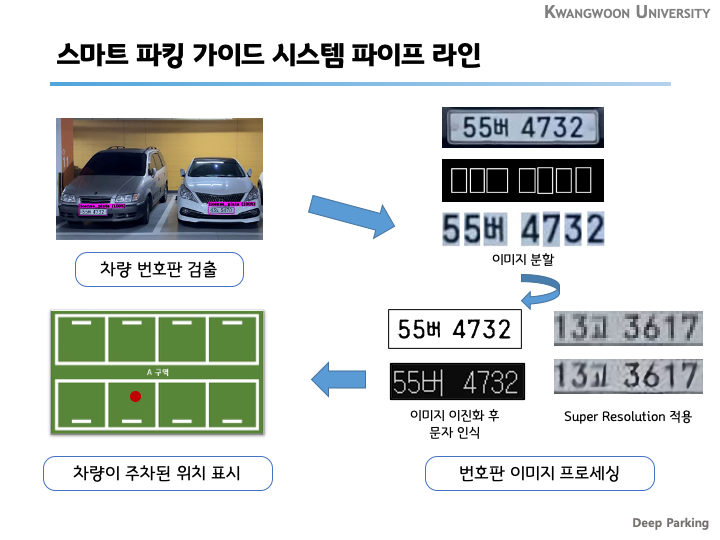 KWANGWOON UNIVERSITY
스마트 파킹 가이드 시스템 파이프 라인
55버 4732
55버 4732
이미지 분할
차량 번호판 검출
55버 4732
13고 3617
A 구역
55버 4732
13고 3617
이미지 이진화 후
문자 인식
Super Resolution 적용
차량이 주차된 위치 표시
번호판 이미지 프로세싱
Deep Parking